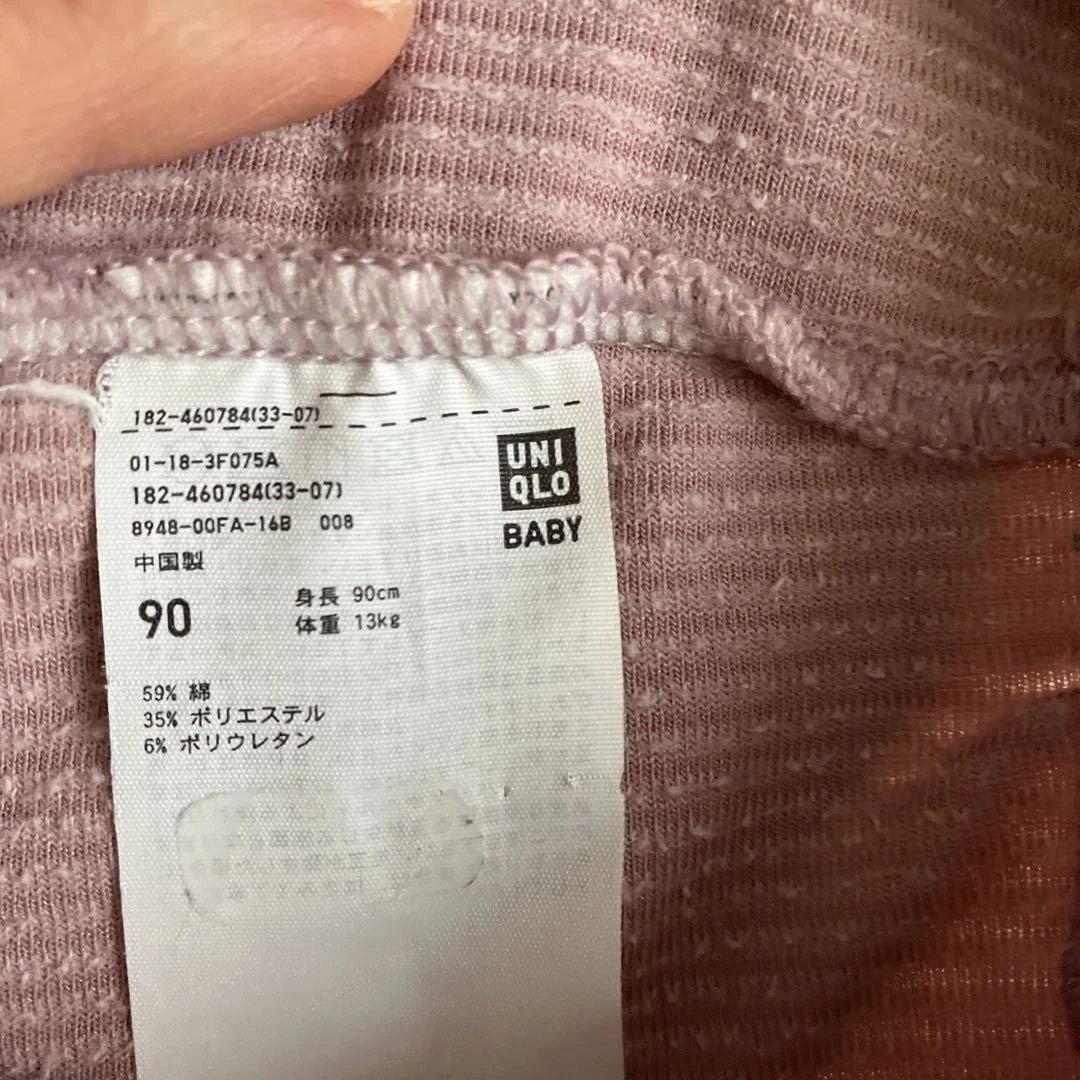 182-460784(33-07)
01-18-3F075A
182-460784(33-07)
8948-00FA-16B 008
中国製
UNI
QLO
BABY
90
身長 90cm
体重 13kg
59% 綿
35% ポリエステル
6% ポリウレタン